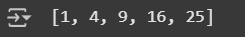 [1, 4, 9, 16, 25]